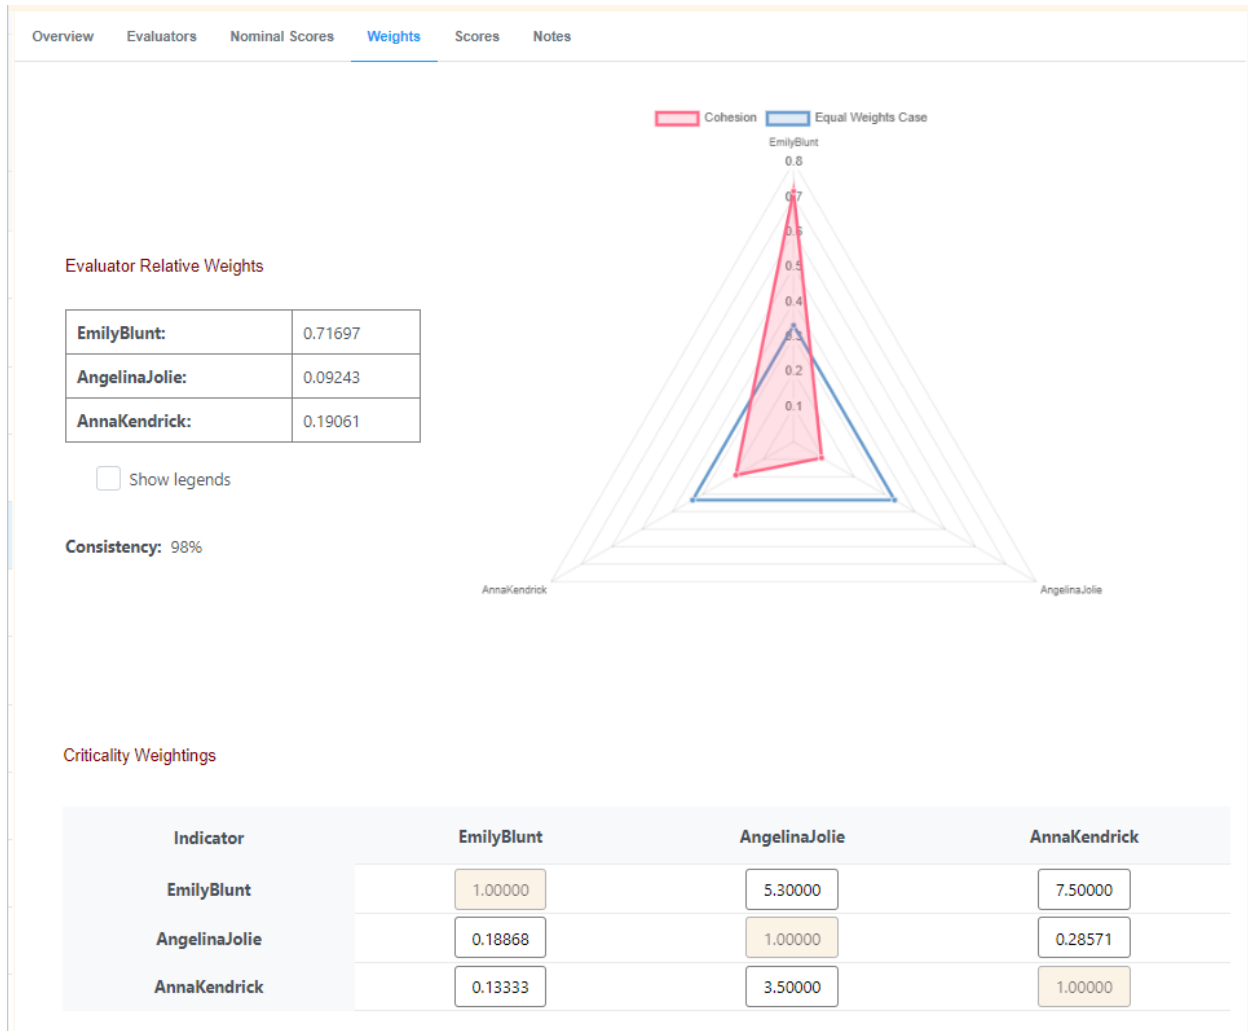 Overview Evaluators Nominal Scores Weights Scores Notes
Cohesion Equal Weights Case
EmilyBlunt
0.8
0.7
0.6
0.5
0.4
0.3
0.2
0.1
AnnaKendrick AngelinaJolie
Evaluator Relative Weights
EmilyBlunt: 0.71697
AngelinaJolie: 0.09243
AnnaKendrick: 0.19061
Show legends
Consistency: 98%
Criticality Weightings
Indicator EmilyBlunt AngelinaJolie AnnaKendrick
EmilyBlunt 1.00000 5.30000 7.50000
AngelinaJolie 0.18868 1.00000 0.28571
AnnaKendrick 0.13333 3.50000 1.00000